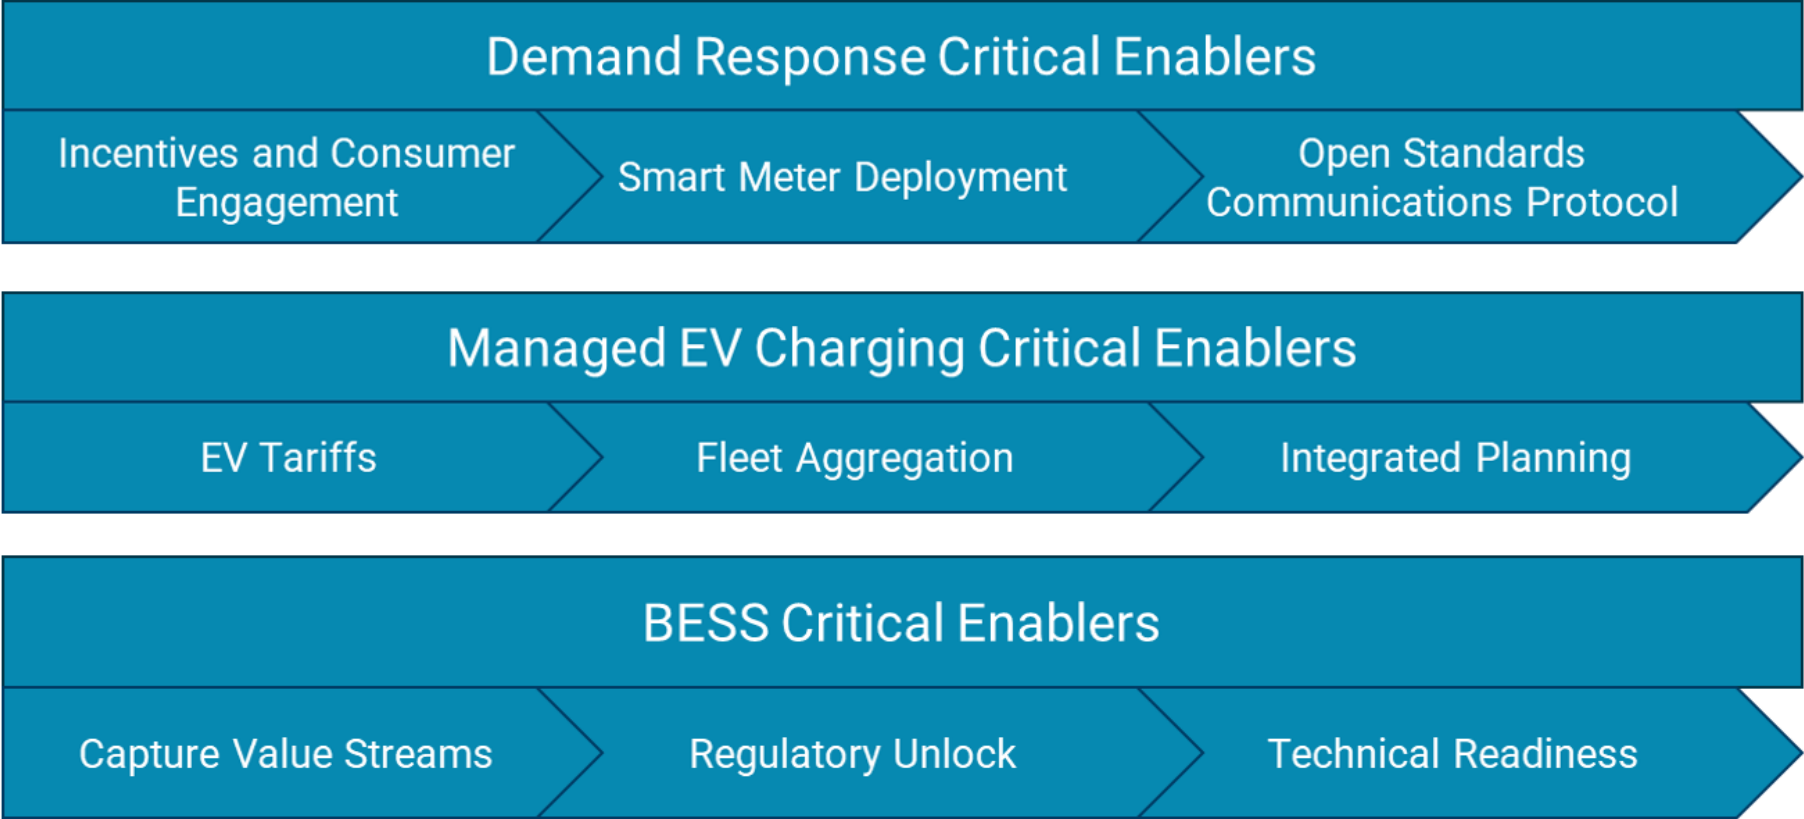 Demand Response Critical Enablers
Incentives and Consumer
Engagement
Smart Meter Deployment
Open Standards
Communications Protocol
Managed EV Charging Critical Enablers
EV Tariffs
Fleet Aggregation
Integrated Planning
BESS Critical Enablers
Capture Value Streams
Regulatory Unlock
Technical Readiness